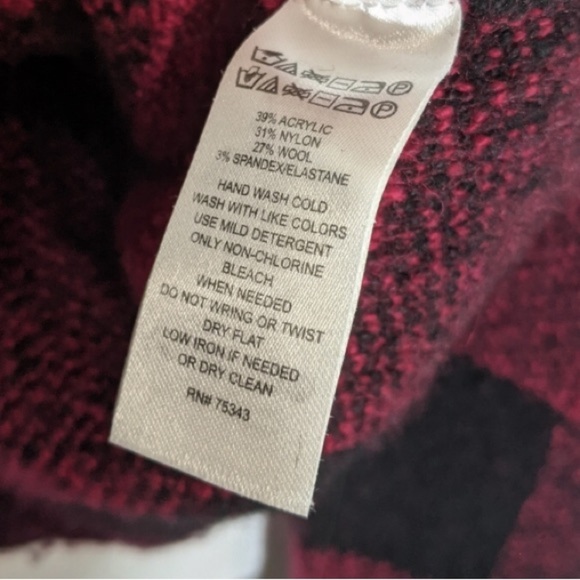 39% ACRYLIC
31% NYLON
27% WOOL
3% SPANDEX/ELASTANE
HAND WASH COLD
WASH WITH LIKE COLORS
USE MILD DETERGENT
ONLY NON-CHLORINE
BLEACH
WHEN NEEDED
DO NOT WRING OR TWIST
DRY FLAT
LOW IRON IF NEEDED
OR DRY CLEAN
RN# 75343